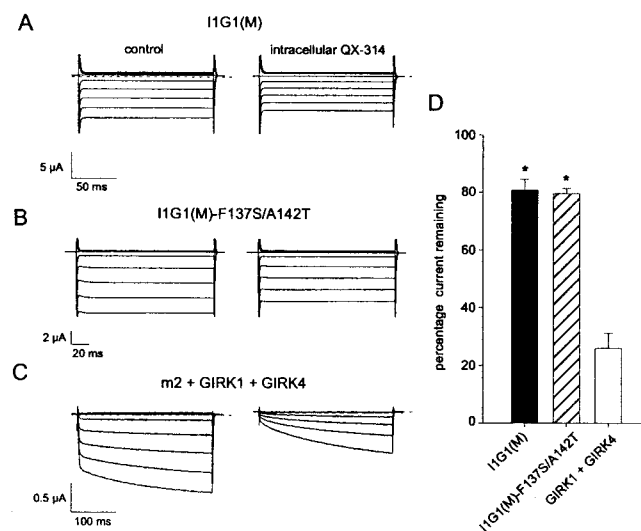 A
I1G1(M)
control
intracellular QX-314
5 µA
50 ms
B
I1G1(M)-F137S/A142T
2 µA
20 ms
C
m2 + GIRK1 + GIRK4
0.5 µA
100 ms
D
percentage current remaining
100
80
60
40
20
0
*
*
I1G1(M)
I1G1(M)-F137S/A142T
GIRK1 + GIRK4